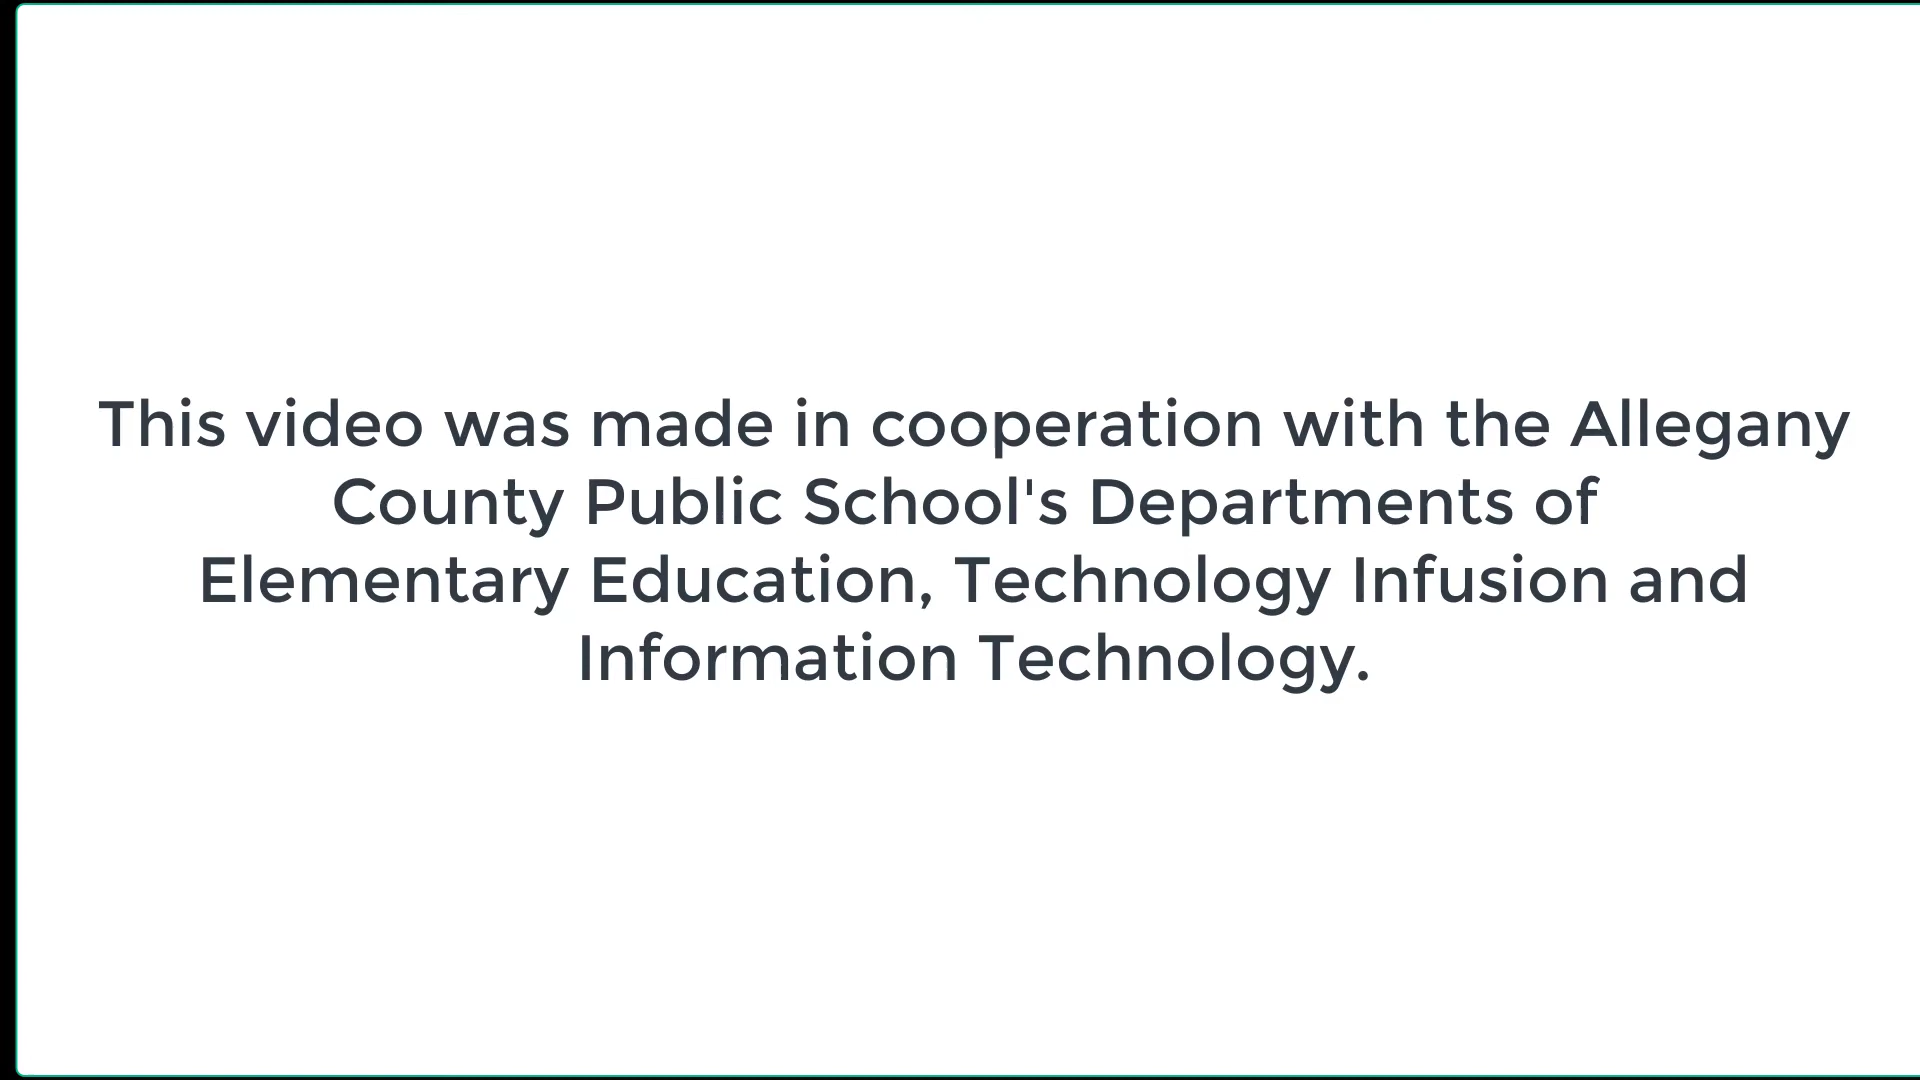 This video was made in cooperation with the Allegany
County Public School's Departments of
Elementary Education, Technology Infusion and
Information Technology.